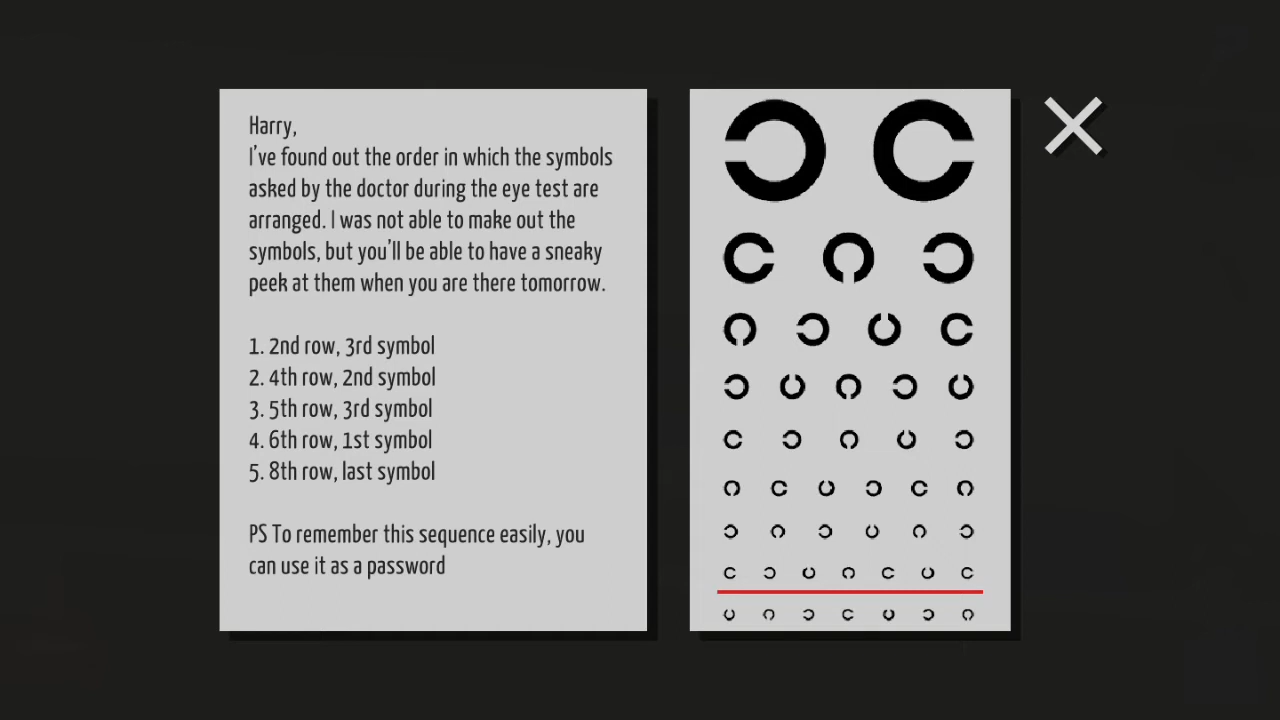 Harry,
I've found out the order in which the symbols
asked by the doctor during the eye test are
arranged. I was not able to make out the
symbols, but you'll be able to have a sneaky
peek at them when you are there tomorrow.
1. 2nd row, 3rd symbol
2. 4th row, 2nd symbol
3. 5th row, 3rd symbol
4. 6th row, 1st symbol
5. 8th row, last symbol
PS To remember this sequence easily, you
can use it as a password